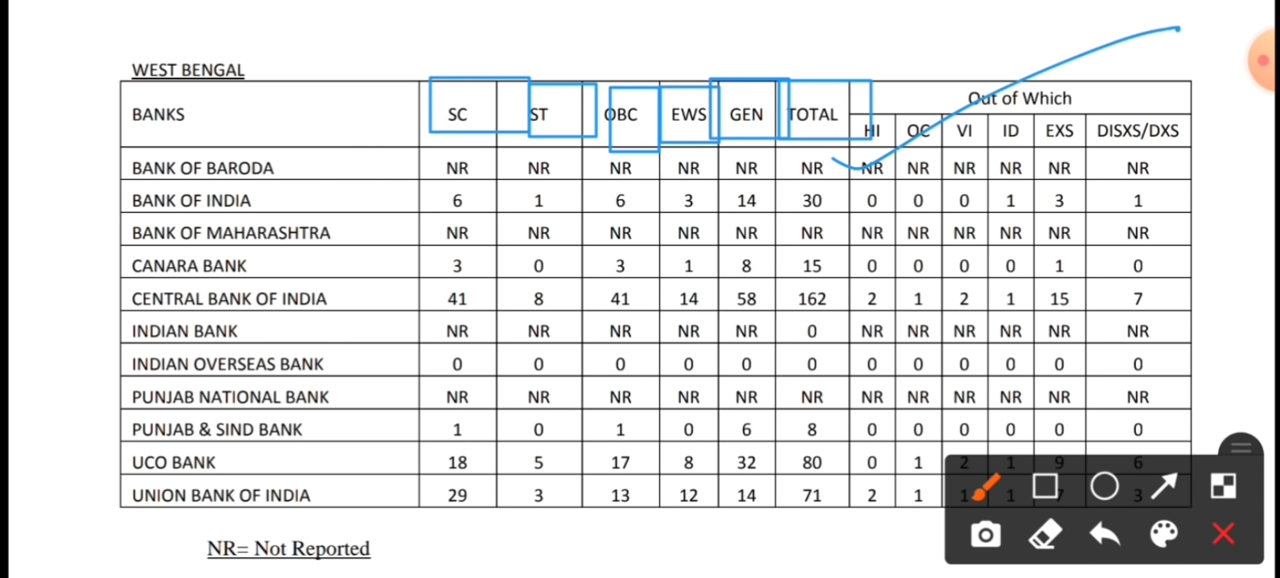 WEST BENGAL
BANKS SC ST OBC EWS GEN TOTAL Out of Which
HI OC VI ID EXS DISXS/DXS
BANK OF BARODA NR NR NR NR NR NR NR NR NR NR NR NR
BANK OF INDIA 6 1 6 3 14 30 0 0 0 1 3 1
BANK OF MAHARASHTRA NR NR NR NR NR NR NR NR NR NR NR NR
CANARA BANK 3 0 3 1 8 15 0 0 0 0 1 0
CENTRAL BANK OF INDIA 41 8 41 14 58 162 2 1 2 1 15 7
INDIAN BANK NR NR NR NR NR 0 NR NR NR NR NR NR
INDIAN OVERSEAS BANK 0 0 0 0 0 0 0 0 0 0 0 0
PUNJAB NATIONAL BANK NR NR NR NR NR NR NR NR NR NR NR NR
PUNJAB & SIND BANK 1 0 1 0 6 8 0 0 0 0 0 0
UCO BANK 18 5 17 8 32 80 0 1 2 1 9 6
UNION BANK OF INDIA 29 3 13 12 14 71 2 1 1 1 7 3
NR= Not Reported